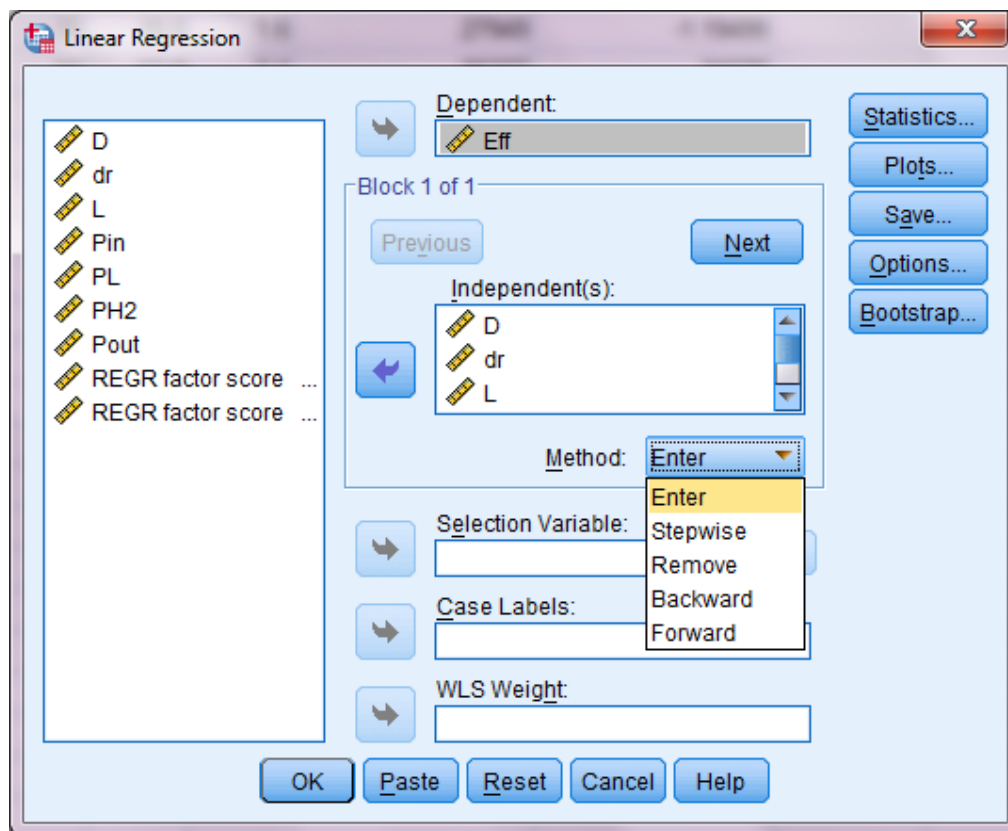 Linear Regression
D
dr
L
Pin
PL
PH2
Pout
REGR factor score ...
REGR factor score ...
Dependent:
Eff
Block 1 of 1
Previous
Next
Independent(s):
D
dr
L
Method:
Enter
Enter
Stepwise
Remove
Backward
Forward
Selection Variable:
Case Labels:
WLS Weight:
Statistics...
Plots...
Save...
Options...
Bootstrap...
OK
Paste
Reset
Cancel
Help